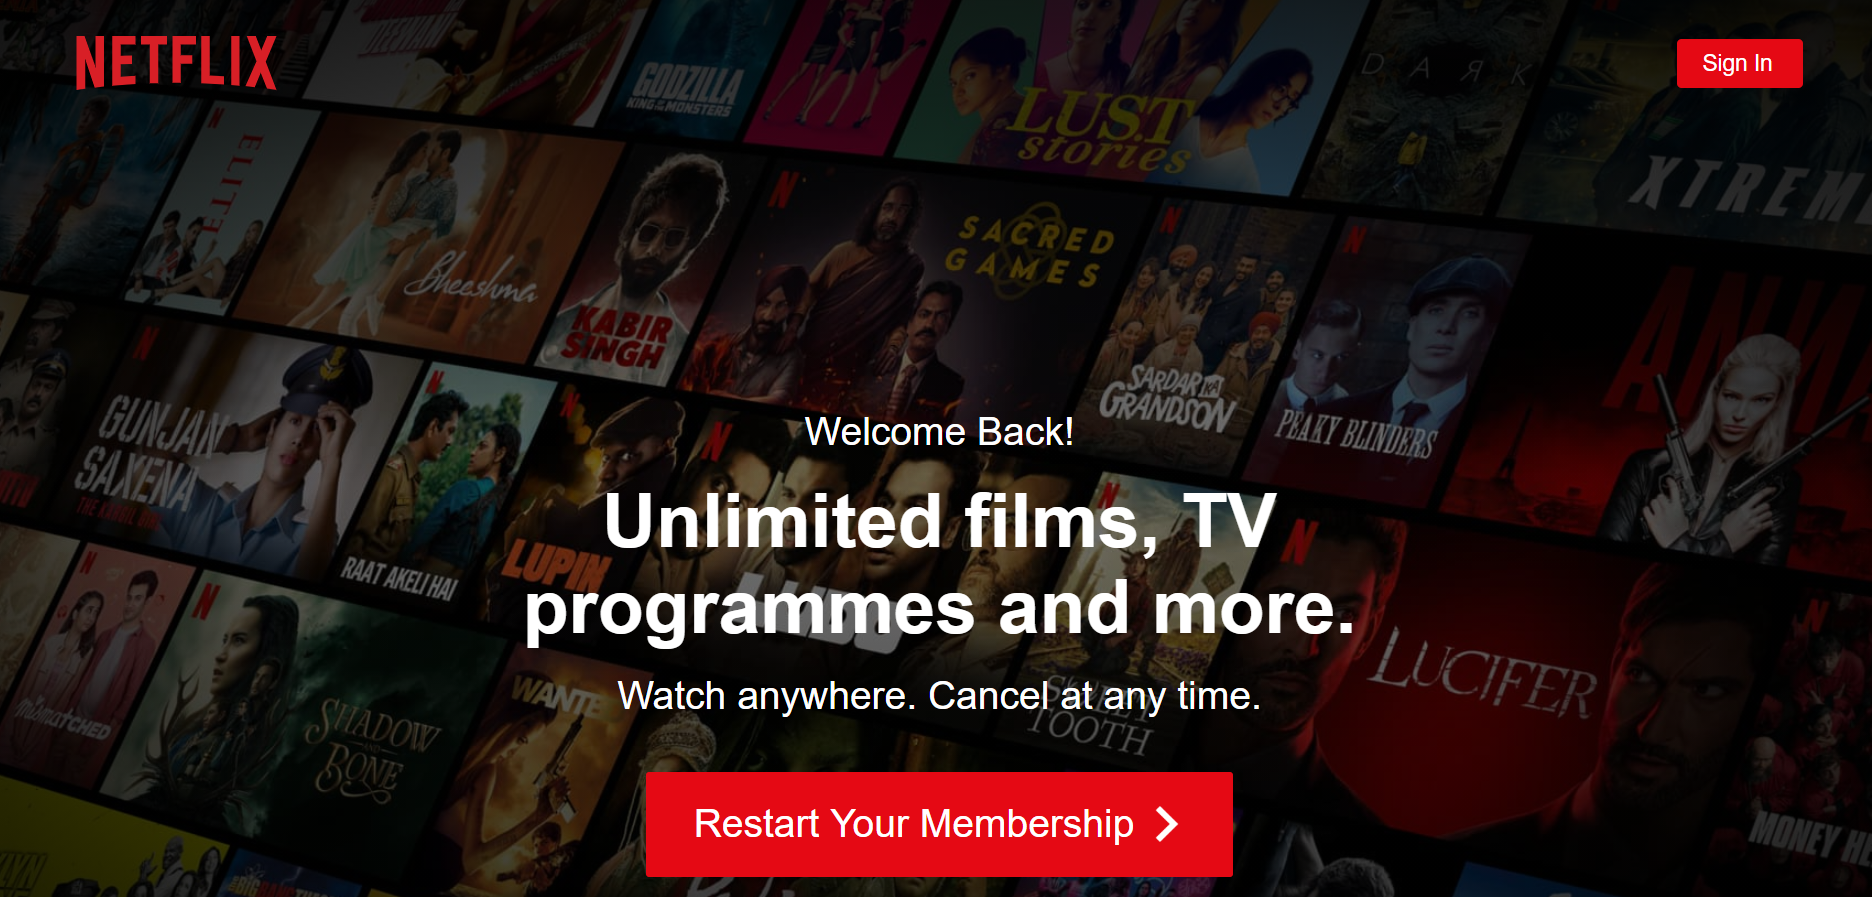 NETFLIX
Sign In
GODZILLA
KING OF THE MONSTERS
LUST
stories
DARK
XTREM
ELITE
Bheeshma
KABIR
SINGH
SACRED
GAMES
SARDAR KA
GRANDSON
PEAKY BLINDERS
GUNJAN
SAXENA
THE KARGIL GIRL
RAAT AKELI HAI
LUPIN
Welcome Back!
Unlimited films, TV
programmes and more.
Watch anywhere. Cancel at any time.
mismatched
SHADOW
AND
BONE
WANTE
SWEET
TOOTH
LUCIFER
MONEY HE
Restart Your Membership